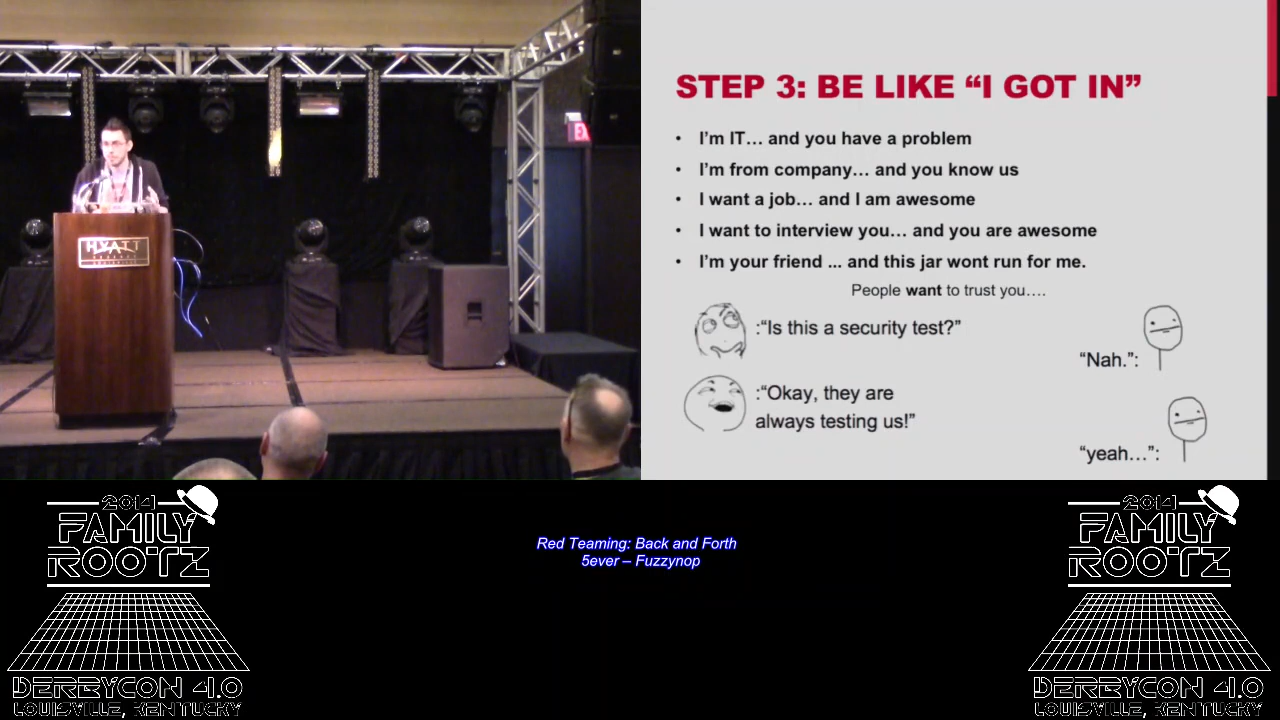 STEP 3: BE LIKE “I GOT IN”
• I’m IT… and you have a problem
• I’m from company… and you know us
• I want a job… and I am awesome
• I want to interview you… and you are awesome
• I’m your friend ... and this jar wont run for me.
People want to trust you….
:“Is this a security test?”
“Nah.”:
:“Okay, they are
always testing us!”
“yeah…”:
HYATT
2014
FAMILY
ROOTZ
DERBYCON 4.0
LOUISVILLE, KENTUCKY
Red Teaming: Back and Forth
5ever – Fuzzynop
2014
FAMILY
ROOTZ
DERBYCON 4.0
LOUISVILLE, KENTUCKY